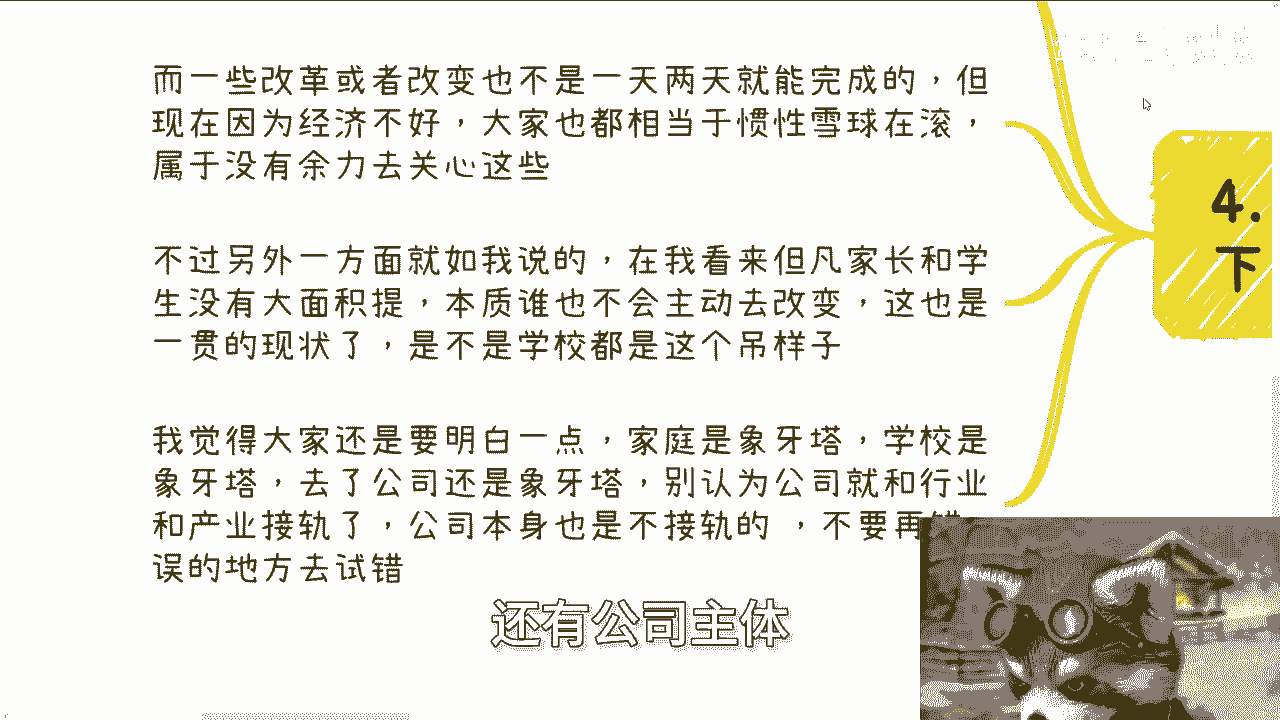 而一些改革或者改变也不是一天两天就能完成的，但
现在因为经济不好，大家也都相当于惯性雪球在滚，
属于没有余力去关心这些
不过另外一方面就如我说的，在我看来但凡家长和学
生没有大面积提，本质谁也不会主动去改变，这也是
一贯的现状了，是不是学校都是这个吊样子
我觉得大家还是要明白一点，家庭是象牙塔，学校是
象牙塔，去了公司还是象牙塔，别认为公司就和行业
和产业接轨了，公司本身也是不接轨的 ，不要再
误的地方去试错
4.
下
还有公司主体